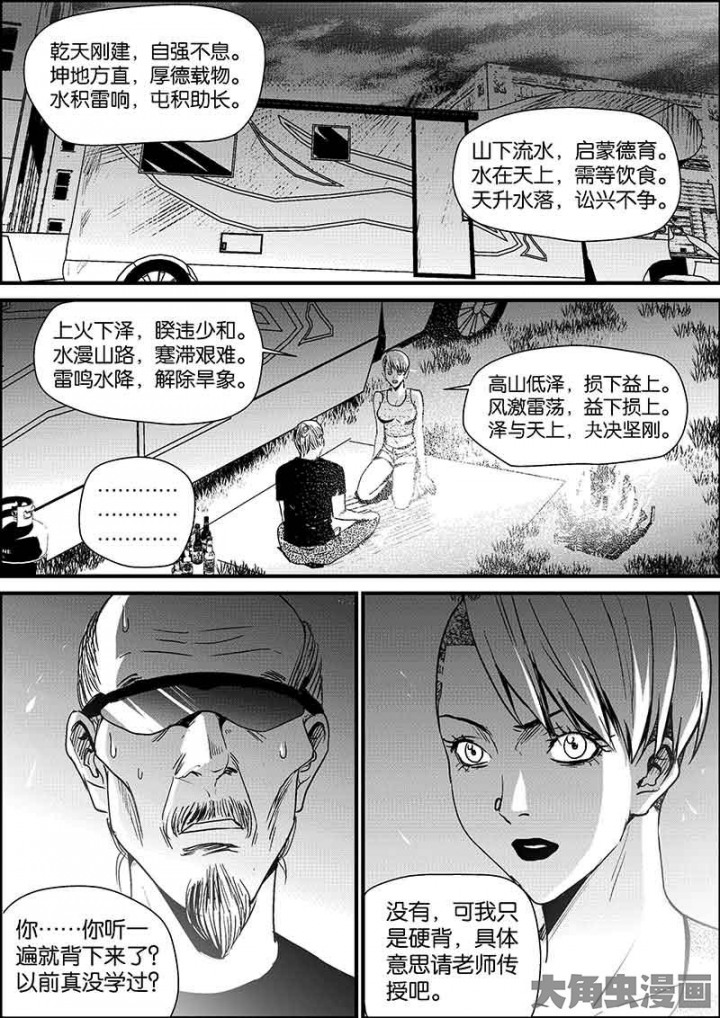 乾天刚建，自强不息。
坤地方直，厚德载物。
水积雷响，屯积助长。
山下流水，启蒙德育。
水在天上，需等饮食。
天升水落，讼兴不争。
上火下泽，睽违少和。
水漫山路，蹇滞艰难。
雷鸣水降，解除旱象。
高山低泽，损下益上。
风激雷荡，益下损上。
泽与天上，夬决坚刚。
…………
…………
…………
你……你听一
遍就背下来了？
以前真没学过？
没有，可我只
是硬背，具体
意思请老师传
授吧。
大角虫漫画